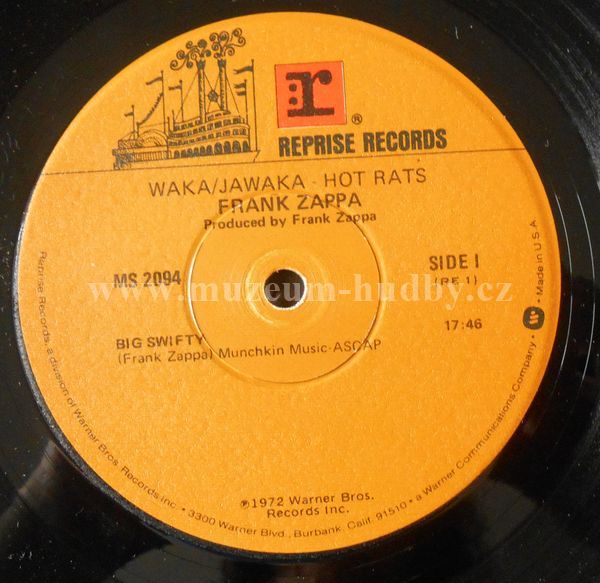 :r
®
REPRISE RECORDS
WAKA/JAWAKA - HOT RATS
FRANK ZAPPA
Produced by Frank Zappa
MS 2094
SIDE I
(RE 1)
www.muzeum-hudby.cz
17:46
BIG SWIFTY
(Frank Zappa) Munchkin Music-ASCAP
℗1972 Warner Bros.
Records Inc.
Reprise Records, a division of Warner Bros. Records Inc. • 3300 Warner Blvd., Burbank, Calif. 91510 • a Warner Communications Company • Made in U.S.A.